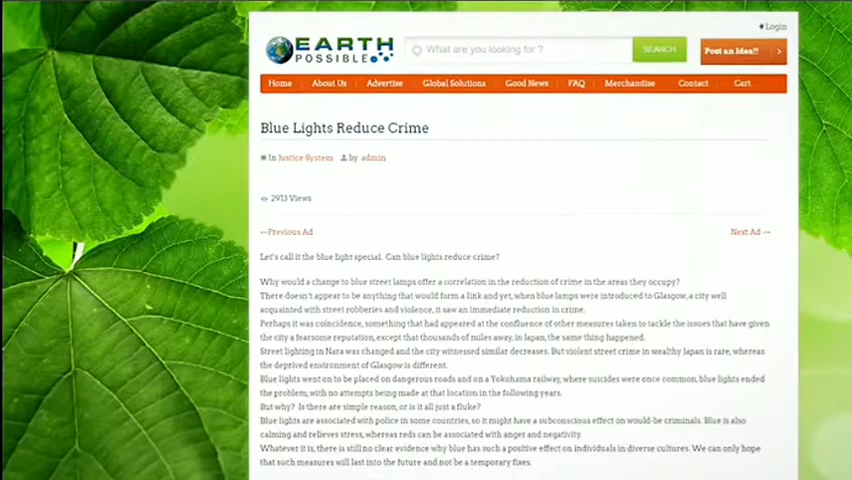 Login
EARTH
POSSIBLE
What are you looking for ?
SEARCH
Post an Idea!! >
Home About Us Advertise Global Solutions Good News FAQ Merchandise Contact Cart
Blue Lights Reduce Crime
In Justice System by admin
2913 Views
←Previous Ad Next Ad →
Let's call it the blue light special. Can blue lights reduce crime?
Why would a change to blue street lamps offer a correlation in the reduction of crime in the areas they occupy?
There doesn't appear to be anything that would form a link and yet, when blue lamps were introduced to Glasgow, a city well
acquainted with street robberies and violence, it saw an immediate reduction in crime.
Perhaps it was coincidence, something that had appeared at the confluence of other measures taken to tackle the issues that have given
the city a fearsome reputation, except that thousands of miles away, in Japan, the same thing happened.
Street lighting in Nara was changed and the city witnessed similar decreases. But violent street crime in wealthy Japan is rare, whereas
the deprived environment of Glasgow is different.
Blue lights went on to be placed on dangerous roads and on a Yokohama railway, where suicides were once common, blue lights ended
the problem, with no attempts being made at that location in the following years.
But why? Is there are simple reason, or is it all just a fluke?
Blue lights are associated with police in some countries, so it might have a subconscious effect on would-be criminals. Blue is also
calming and relieves stress, whereas reds can be associated with anger and negativity.
Whatever it is, there is still no clear evidence why blue has such a positive effect on individuals in diverse cultures. We can only hope
that such measures will last into the future and not be a temporary fixes.